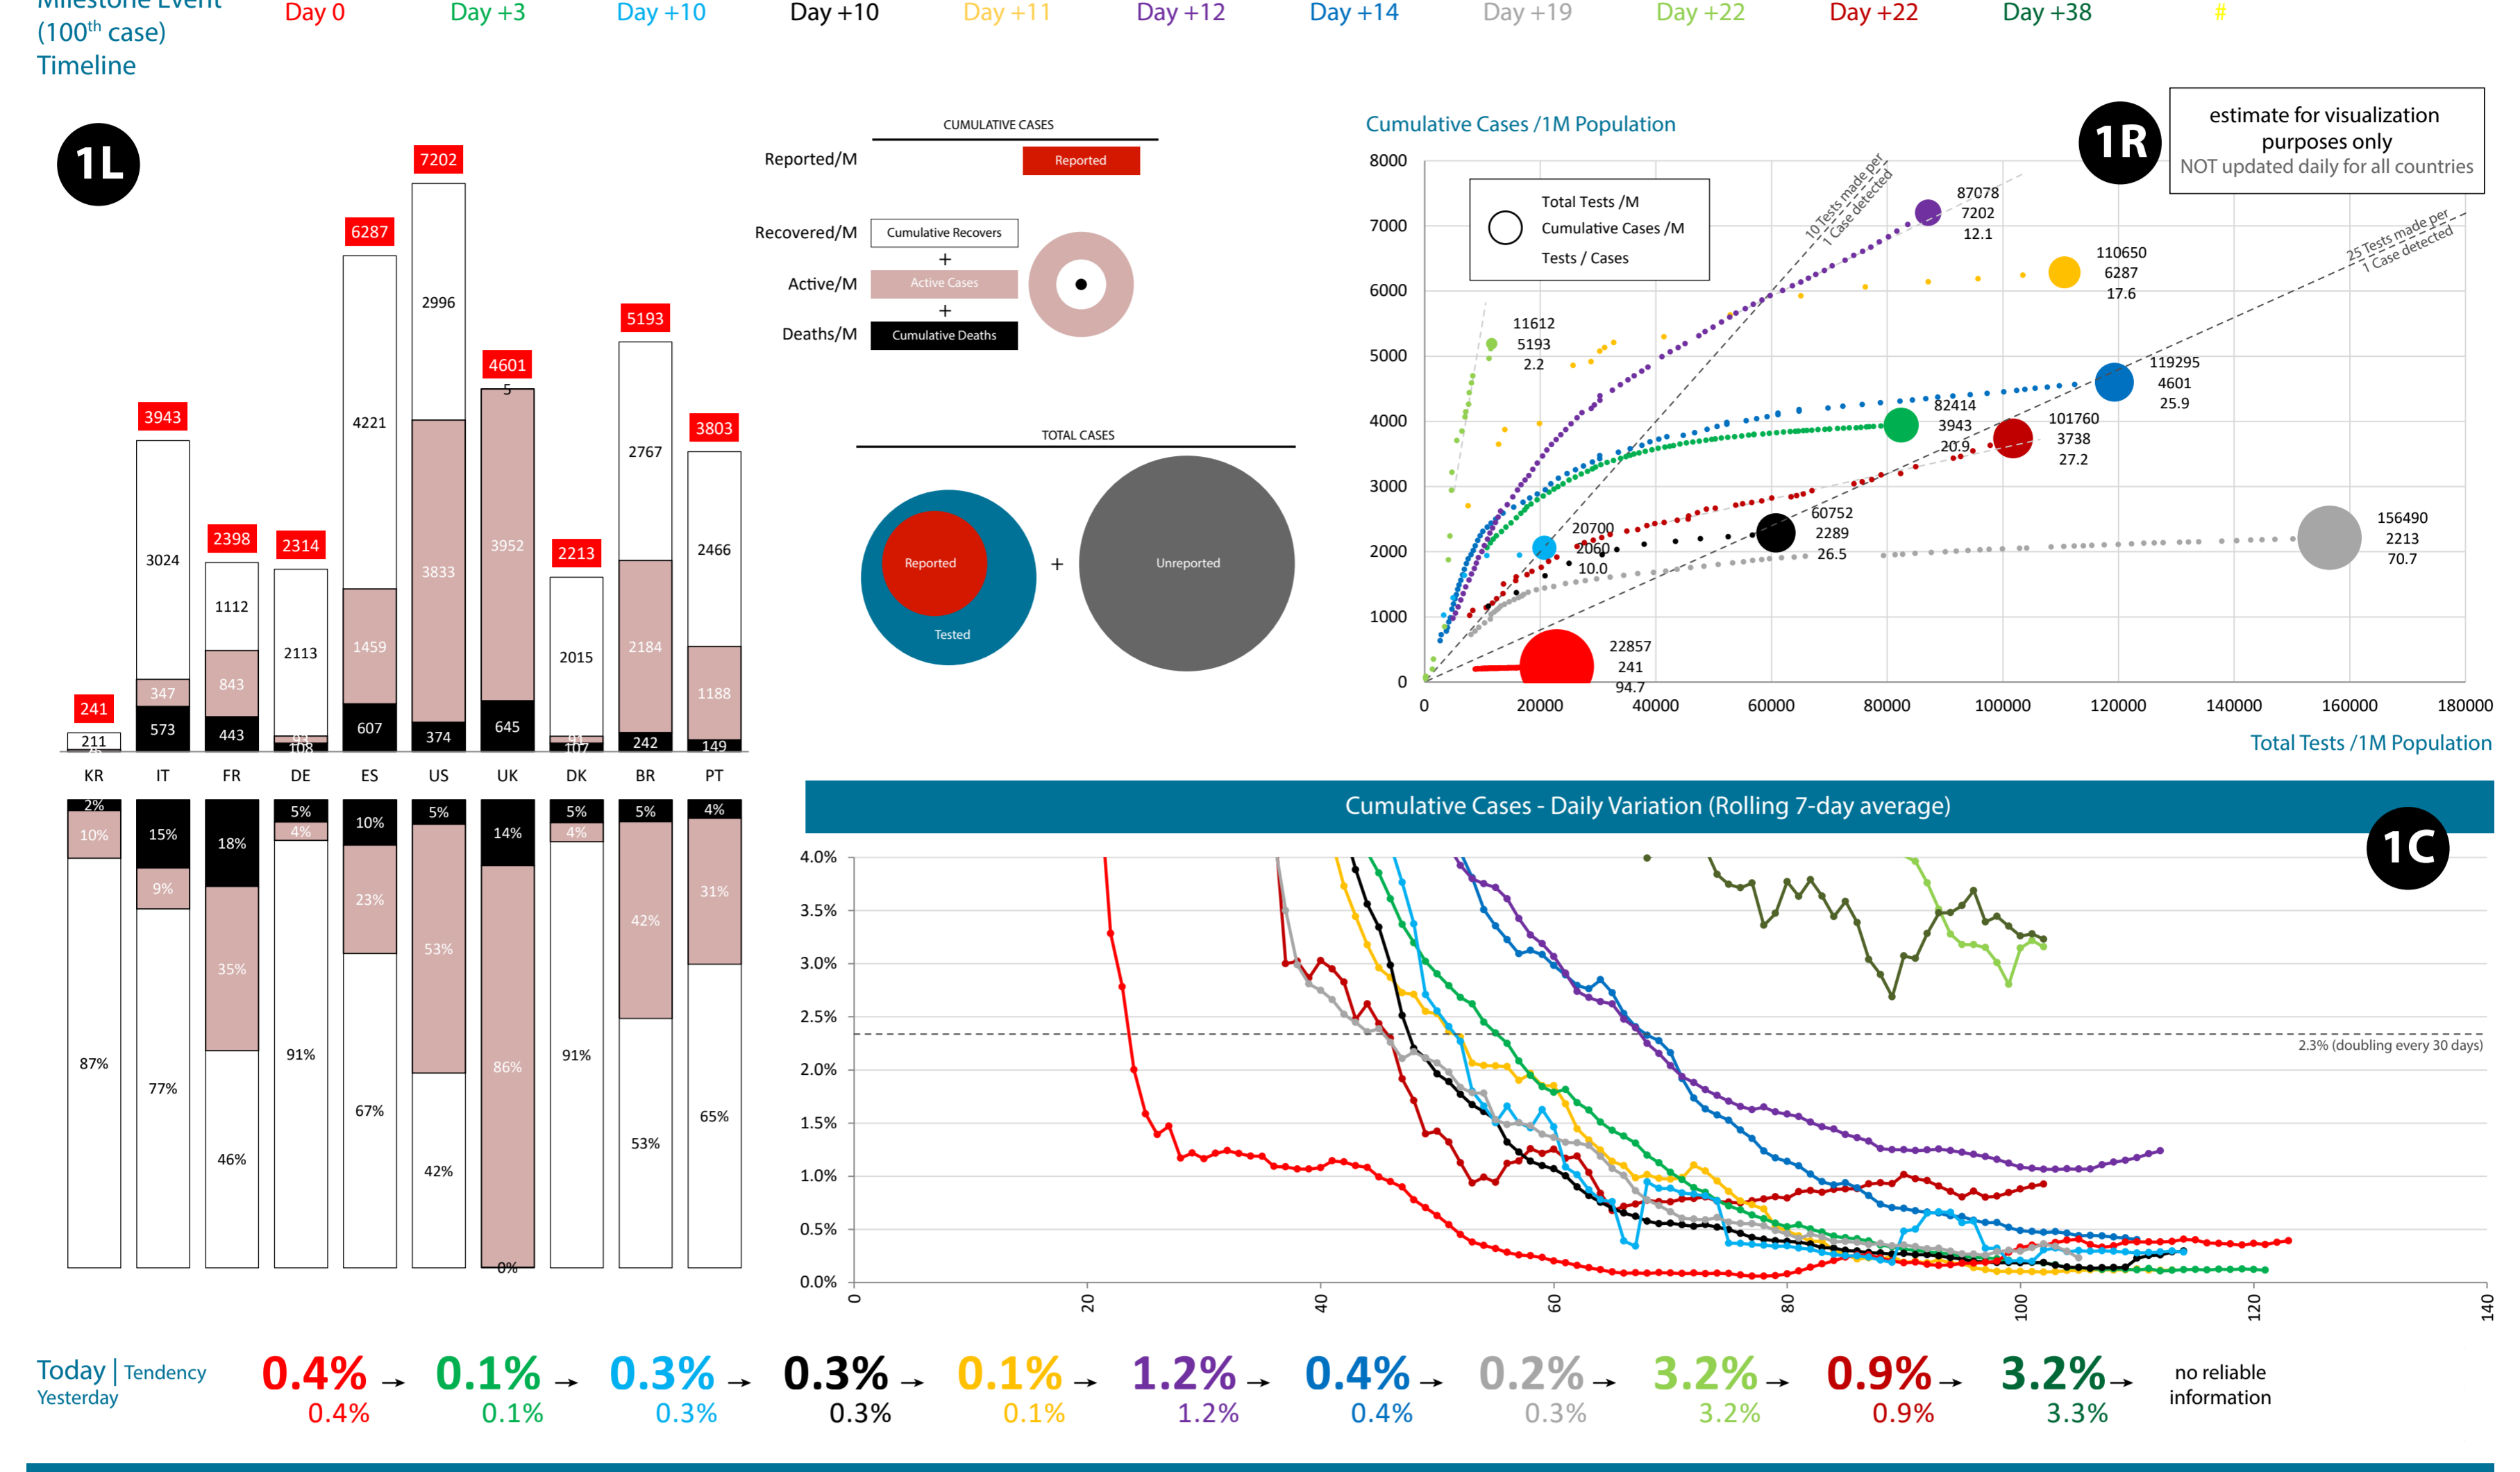 Milestone Event
(100th case)
Timeline
Day 0 Day +3 Day +10 Day +10 Day +11 Day +12 Day +14 Day +19 Day +22 Day +22 Day +38 #
1L
7202
6287
5193
4601
3943
3803
2398
2314
2213
241
2996
5
4221
2767
3024
3952
2466
3833
1112
2113
2015
1459
2184
843
1188
347
211
573
443
93
108
607
374
645
91
107
242
149
KR IT FR DE ES US UK DK BR PT
2% 15% 18% 5% 10% 5% 14% 5% 5% 4%
10% 9% 35% 4% 23% 53% 86% 4% 42% 31%
87% 77% 46% 91% 67% 42% 0% 91% 53% 65%
CUMULATIVE CASES
Reported/M Reported
Recovered/M Cumulative Recovers
+
Active/M Active Cases
+
Deaths/M Cumulative Deaths
TOTAL CASES
Reported
Tested
+
Unreported
Cumulative Cases /1M Population
1R
estimate for visualization
purposes only
NOT updated daily for all countries
8000
7000
6000
5000
4000
3000
2000
1000
0
Total Tests /M
Cumulative Cases /M
Tests / Cases
10 Tests made per
1 Case detected
25 Tests made per
1 Case detected
87078
7202
12.1
110650
6287
17.6
11612
5193
2.2
119295
4601
25.9
82414
3943
20.9
101760
3738
27.2
60752
2289
26.5
20700
2060
10.0
156490
2213
70.7
22857
241
94.7
0 20000 40000 60000 80000 100000 120000 140000 160000 180000
Total Tests /1M Population
Cumulative Cases - Daily Variation (Rolling 7-day average)
1C
4.0%
3.5%
3.0%
2.5%
2.3% (doubling every 30 days)
2.0%
1.5%
1.0%
0.5%
0.0%
0 20 40 60 80 100 120 140
Today | Tendency
Yesterday
0.4% → 0.1% → 0.3% → 0.3% → 0.1% → 1.2% → 0.4% → 0.2% → 3.2% → 0.9% → 3.2% →
0.4% 0.1% 0.3% 0.3% 0.1% 1.2% 0.4% 0.3% 3.2% 0.9% 3.3%
no reliable
information